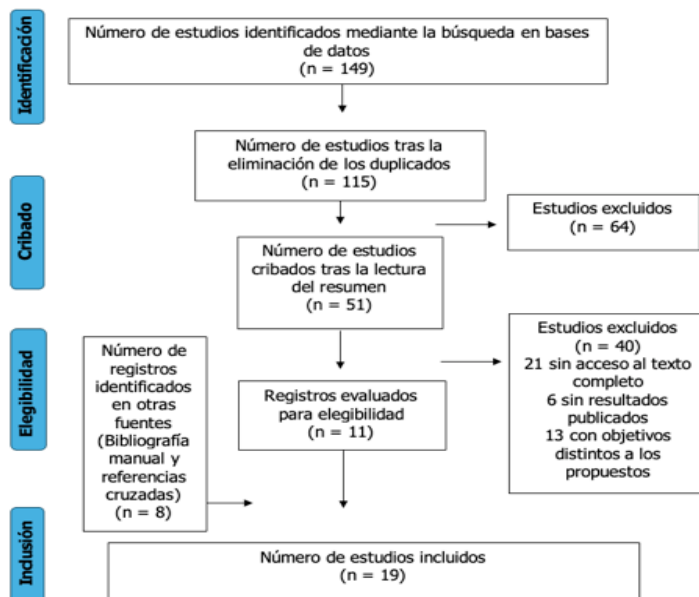 Identificación
Número de estudios identificados mediante la búsqueda en bases
de datos
(n = 149)
Número de estudios tras la
eliminación de los duplicados
(n = 115)
Cribado
Estudios excluidos
(n = 64)
Número de estudios
cribados tras la lectura
del resumen
(n = 51)
Elegibilidad
Número de
registros
identificados
en otras
fuentes
(Bibliografía
manual y
referencias
cruzadas)
(n = 8)
Registros evaluados
para elegibilidad
(n = 11)
Estudios excluidos
(n = 40)
21 sin acceso al texto
completo
6 sin resultados
publicados
13 con objetivos
distintos a los
propuestos
Inclusión
Número de estudios incluidos
(n = 19)